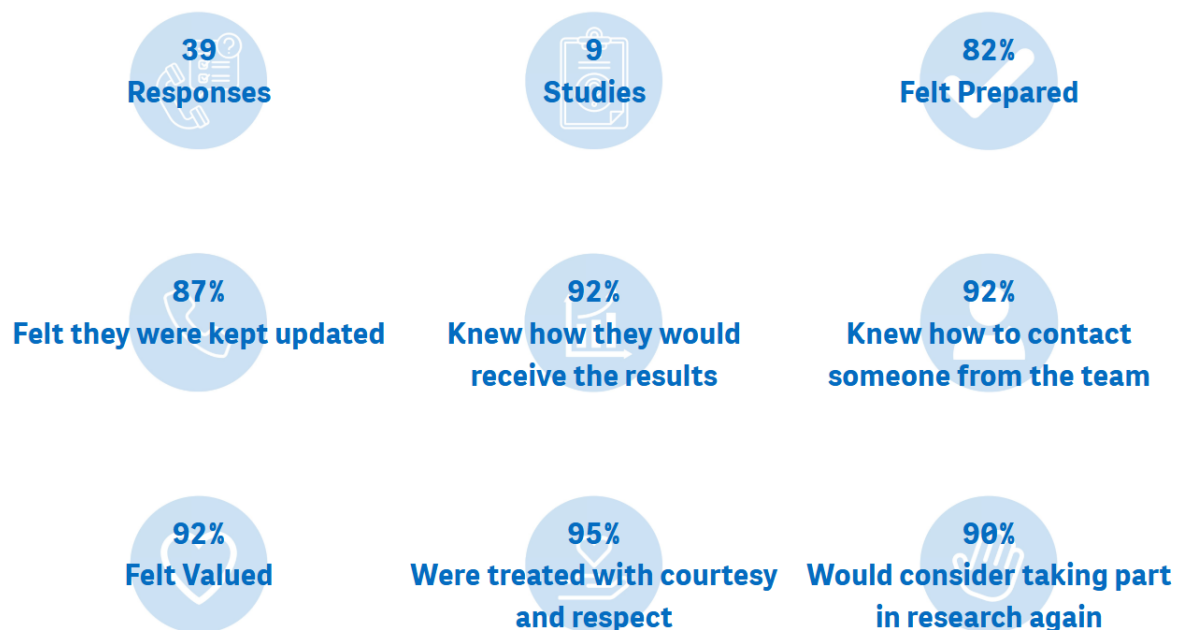 39
Responses
9
Studies
82%
Felt Prepared
87%
Felt they were kept updated
92%
Knew how they would
receive the results
92%
Knew how to contact
someone from the team
92%
Felt Valued
95%
Were treated with courtesy
and respect
90%
Would consider taking part
in research again